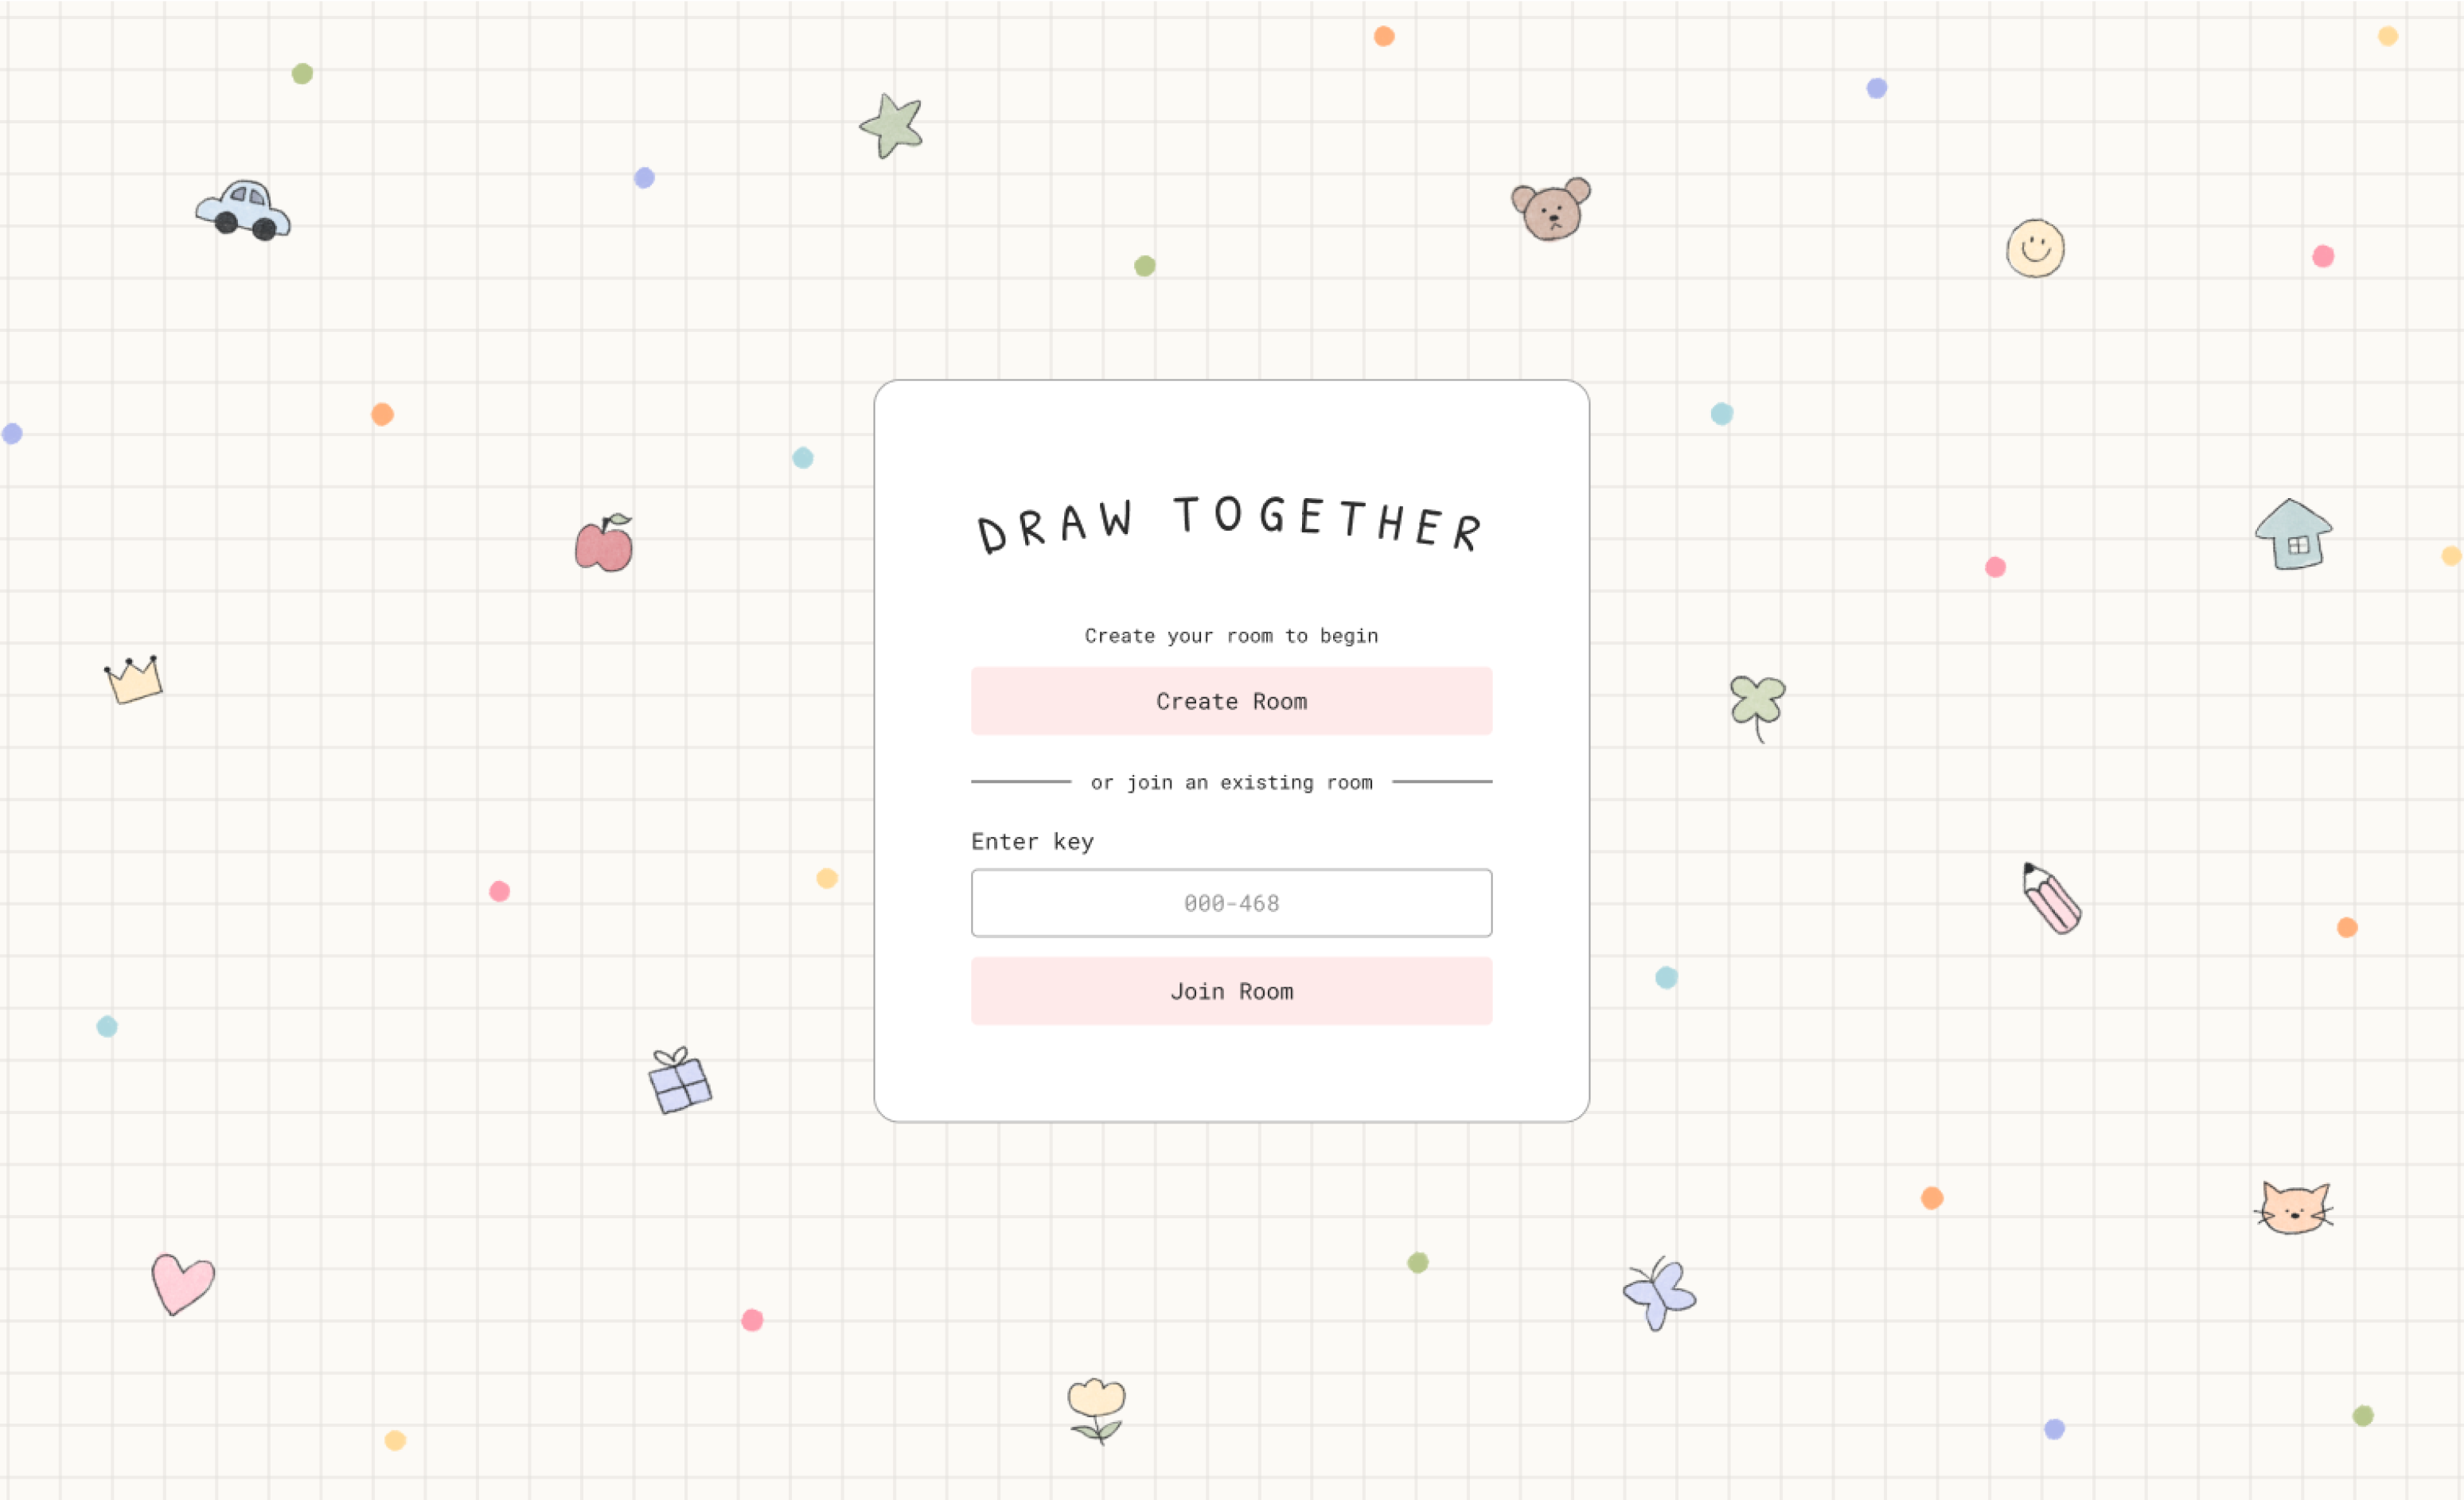 DRAW TOGETHER
Create your room to begin
Create Room
or join an existing room
Enter key
000-468
Join Room